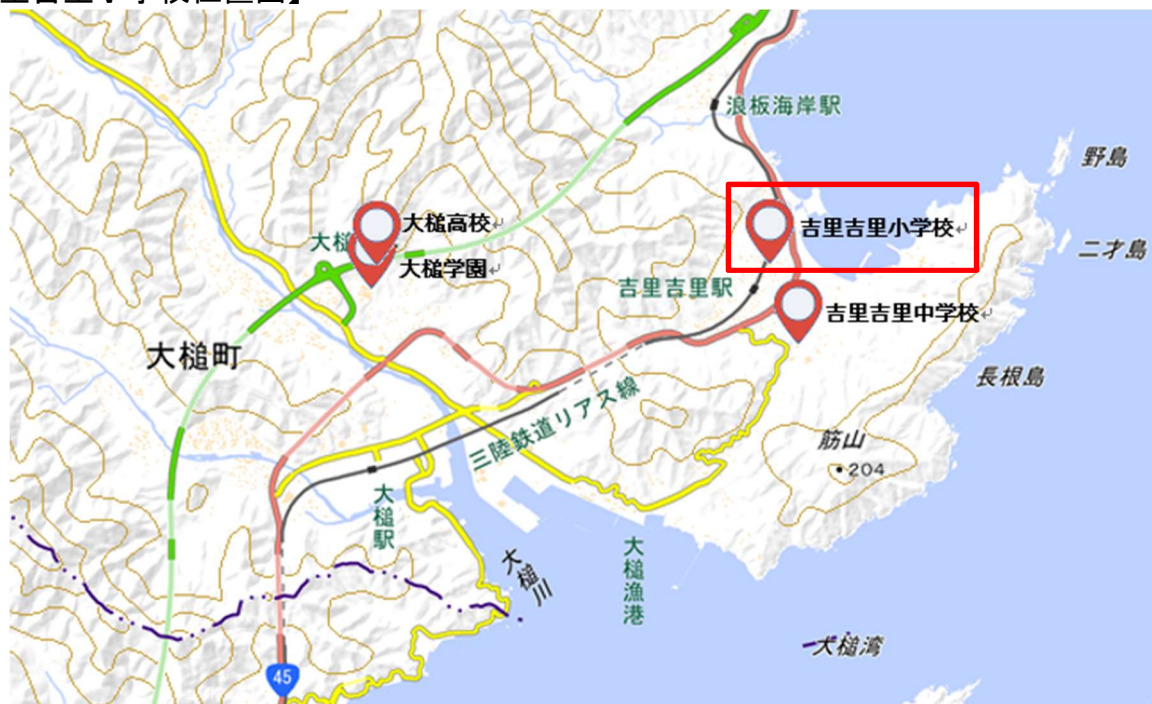 浪板海岸駅
野島
大槌高校
吉里吉里小学校
大槌
二才島
大槌学園
吉里吉里駅
吉里吉里中学校
大槌町
長根島
三陸鉄道リアス線
筋山
204
大槌駅
大槌川
大槌漁港
大槌湾
45